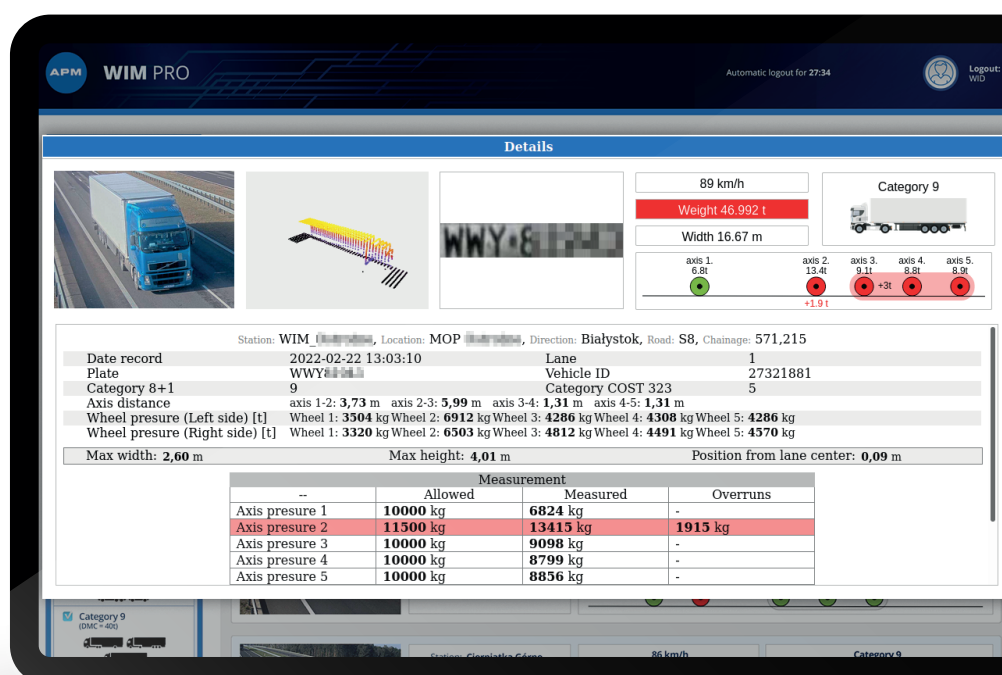 APM WIM PRO
Automatic logout for 27:34
Logout:
WID
Details
89 km/h
Weight 46.992 t
Width 16.67 m
Category 9
WWY
axis 1. axis 2. axis 3. axis 4. axis 5.
6.8t 13.4t 9.1t 8.8t 8.9t
+3t
+1.9 t
Station: WIM_ , Location: MOP , Direction: Białystok, Road: S8, Chainage: 571,215
Date record 2022-02-22 13:03:10 Lane 1
Plate WWY Vehicle ID 27321881
Category 8+1 9 Category COST 323 5
Axis distance axis 1-2: 3,73 m axis 2-3: 5,99 m axis 3-4: 1,31 m axis 4-5: 1,31 m
Wheel presure (Left side) [t] Wheel 1: 3504 kg Wheel 2: 6912 kg Wheel 3: 4286 kg Wheel 4: 4308 kg Wheel 5: 4286 kg
Wheel presure (Right side) [t] Wheel 1: 3320 kg Wheel 2: 6503 kg Wheel 3: 4812 kg Wheel 4: 4491 kg Wheel 5: 4570 kg
Max width: 2,60 m Max height: 4,01 m Position from lane center: 0,09 m
Measurement
-- Allowed Measured Overruns
Axis presure 1 10000 kg 6824 kg -
Axis presure 2 11500 kg 13415 kg 1915 kg
Axis presure 3 10000 kg 9098 kg -
Axis presure 4 10000 kg 8799 kg -
Axis presure 5 10000 kg 8856 kg -
Category 9
(DMC = 40t)
Station: 86 km/h Category 9